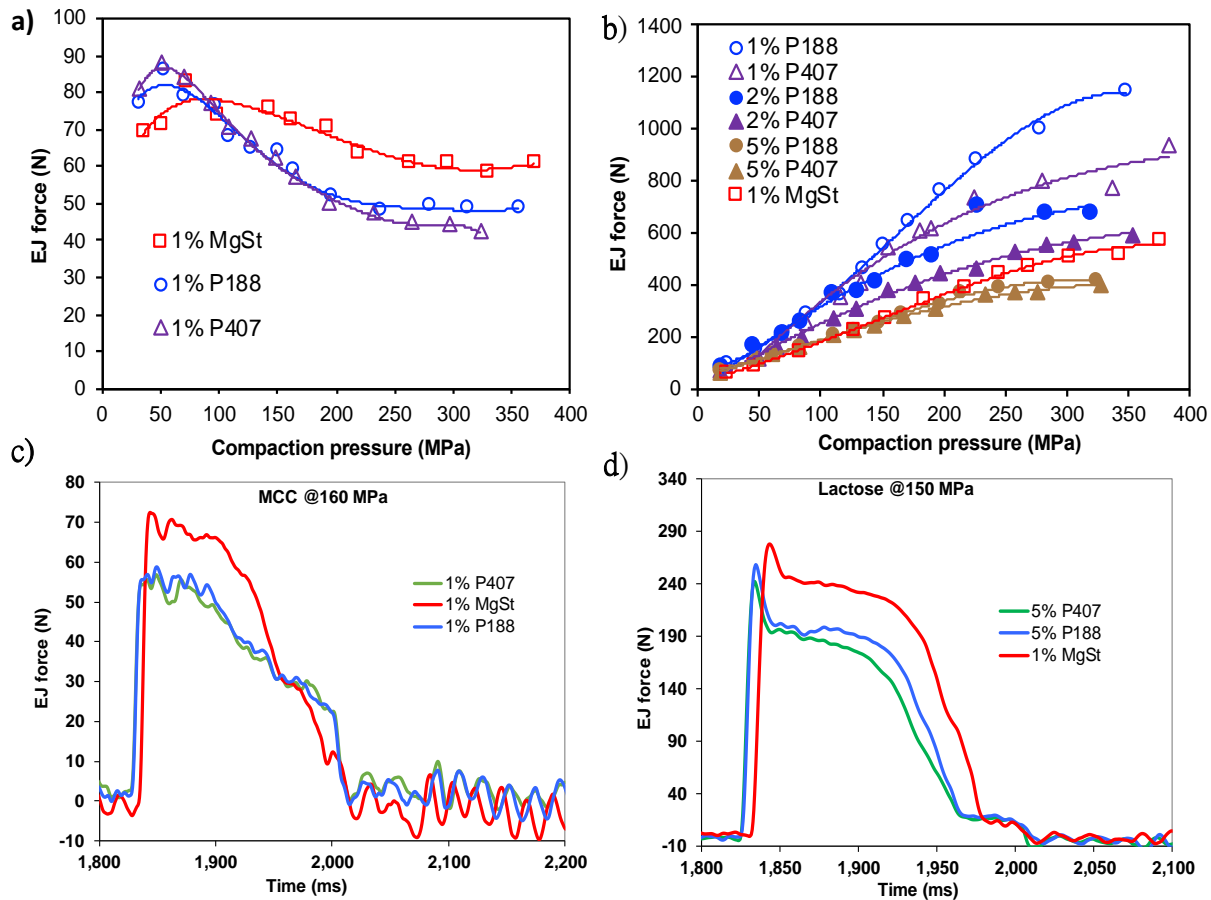 a)
EJ force (N)
100
90
80
70
60
50
40
30
20
10
0
1% MgSt
1% P188
1% P407
0 50 100 150 200 250 300 350 400
Compaction pressure (MPa)
b)
EJ force (N)
1400
1200
1000
800
600
400
200
0
1% P188
1% P407
2% P188
2% P407
5% P188
5% P407
1% MgSt
0 50 100 150 200 250 300 350 400
Compaction pressure (MPa)
c)
MCC @160 MPa
EJ force (N)
80
70
60
50
40
30
20
10
0
-10
1% P407
1% MgSt
1% P188
1,800 1,900 2,000 2,100 2,200
Time (ms)
d)
Lactose @150 MPa
EJ force (N)
340
290
240
190
140
90
40
-10
5% P407
5% P188
1% MgSt
1,800 1,850 1,900 1,950 2,000 2,050 2,100
Time (ms)